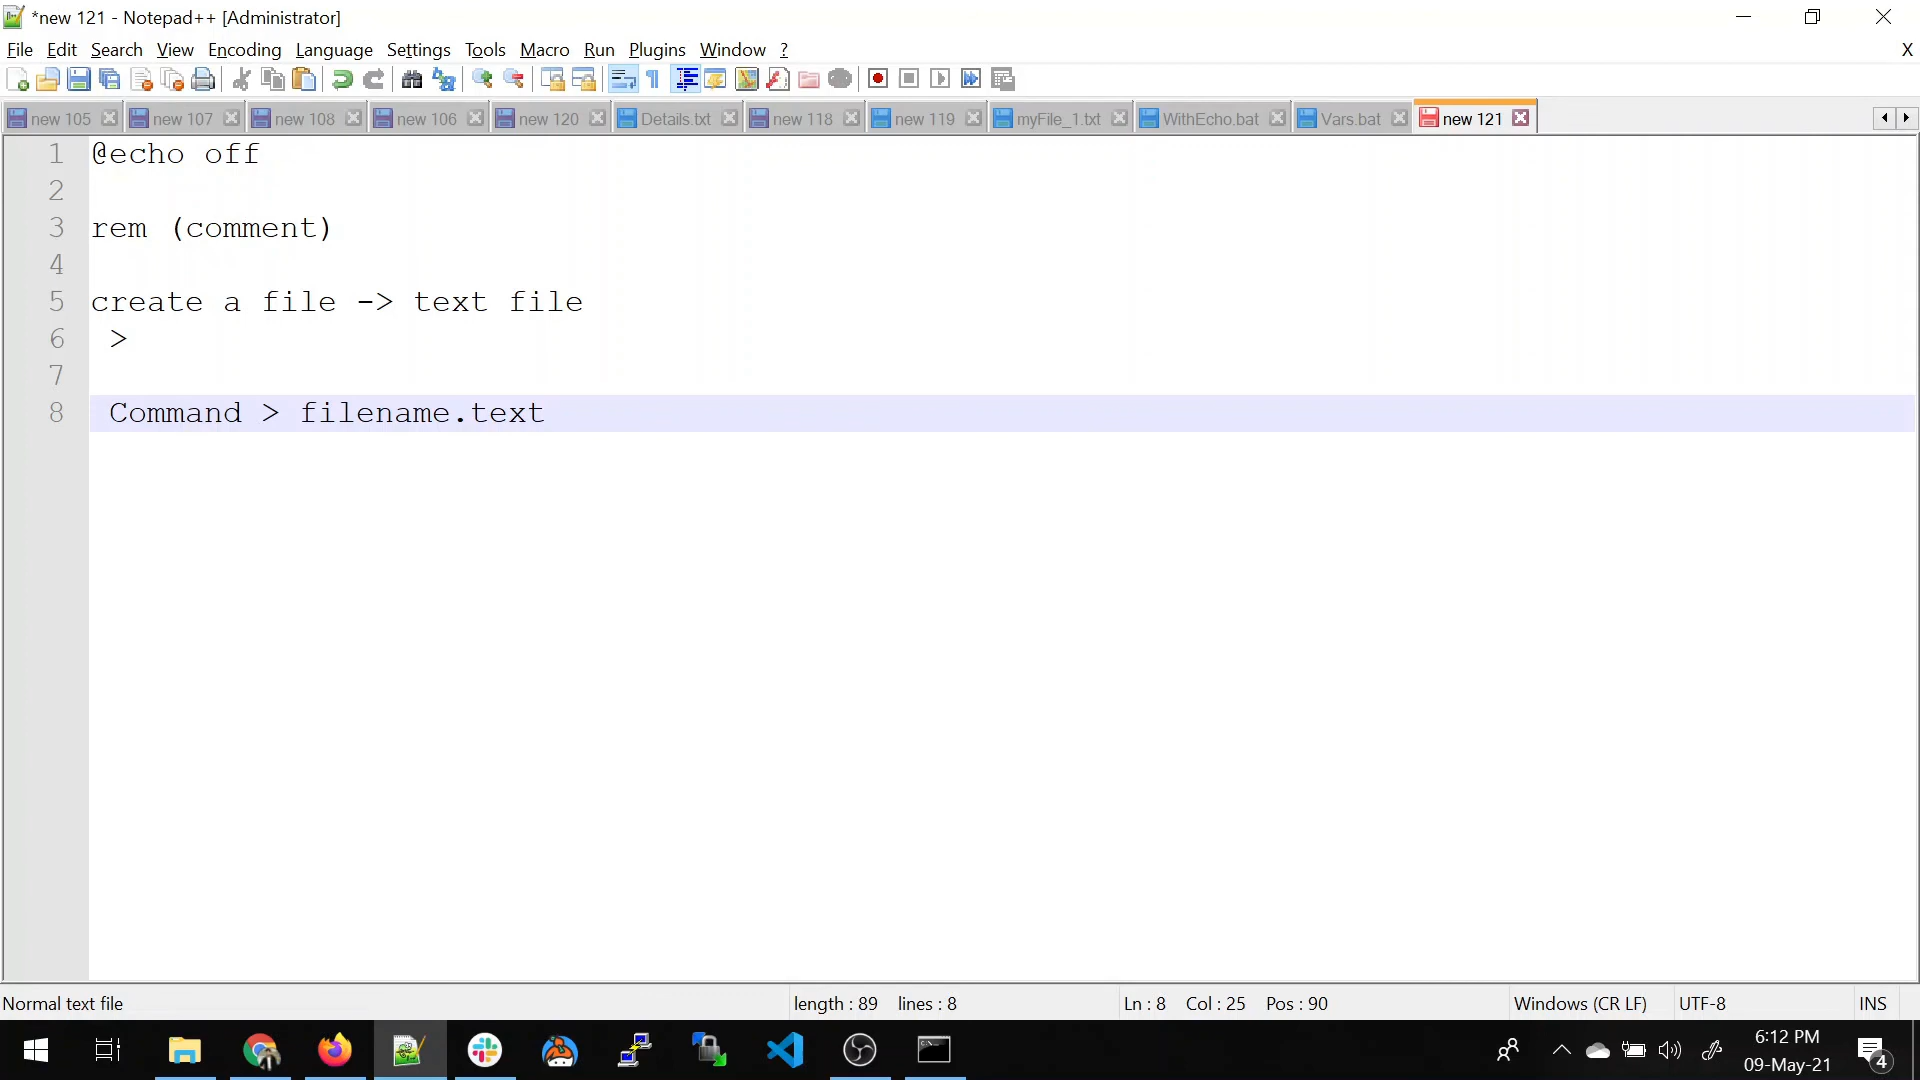 *new 121 - Notepad++ [Administrator]
File Edit Search View Encoding Language Settings Tools Macro Run Plugins Window ? X
new 105 new 107 new 108 new 106 new 120 Details.txt new 118 new 119 myFile_1.txt WithEcho.bat Vars.bat new 121
1 @echo off
2
3 rem (comment)
4
5 create a file -> text file
6 >
7
8 Command > filename.text
Normal text file length : 89 lines : 8 Ln : 8 Col : 25 Pos : 90 Windows (CR LF) UTF-8 INS
6:12 PM
09-May-21
4